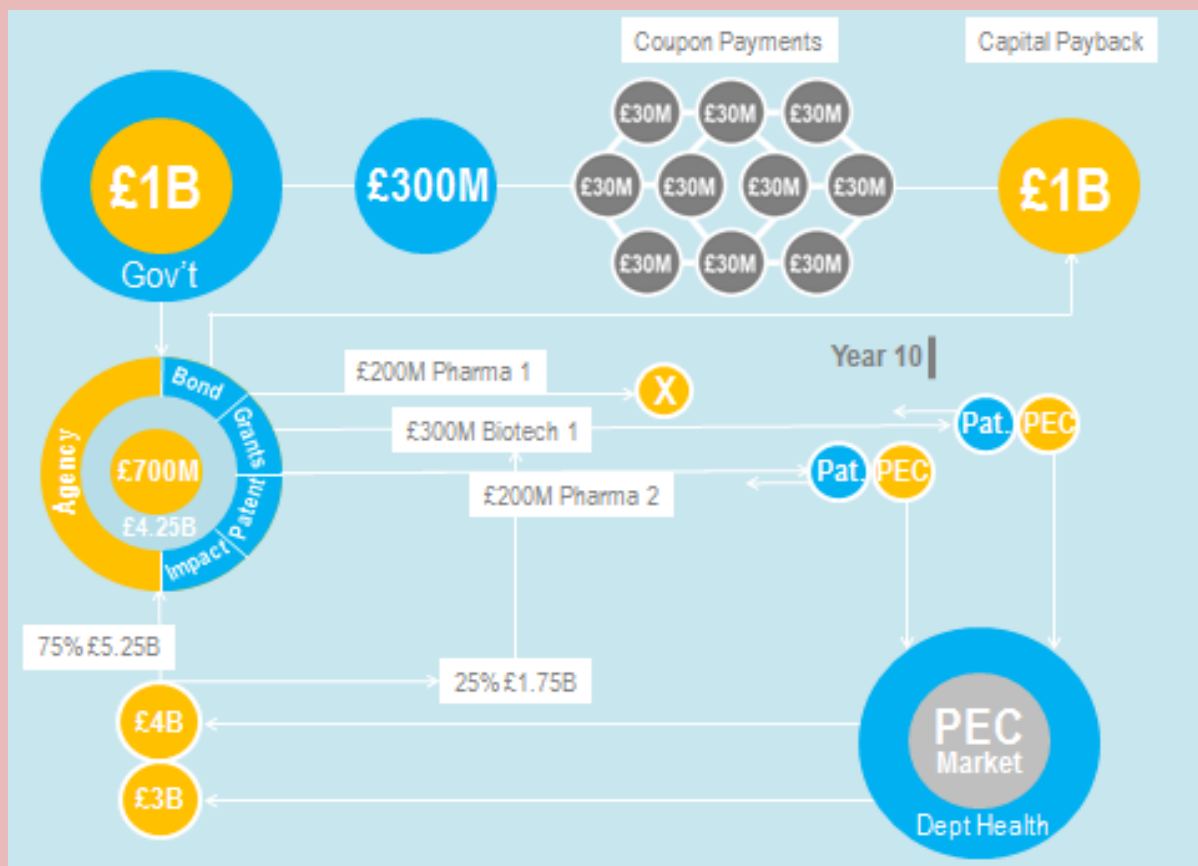 Coupon Payments
Capital Payback
£30M £30M £30M
£1B
Gov't
£300M
£30M £30M £30M £30M
£1B
£30M £30M £30M
Year 10
Bond
Grants
Patent
Impact
Agency
£700M
£4.25B
£200M Pharma 1
X
£300M Biotech 1
Pat. PEC
£200M Pharma 2
Pat. PEC
75% £5.25B
25% £1.75B
£4B
£3B
PEC
Market
Dept Health